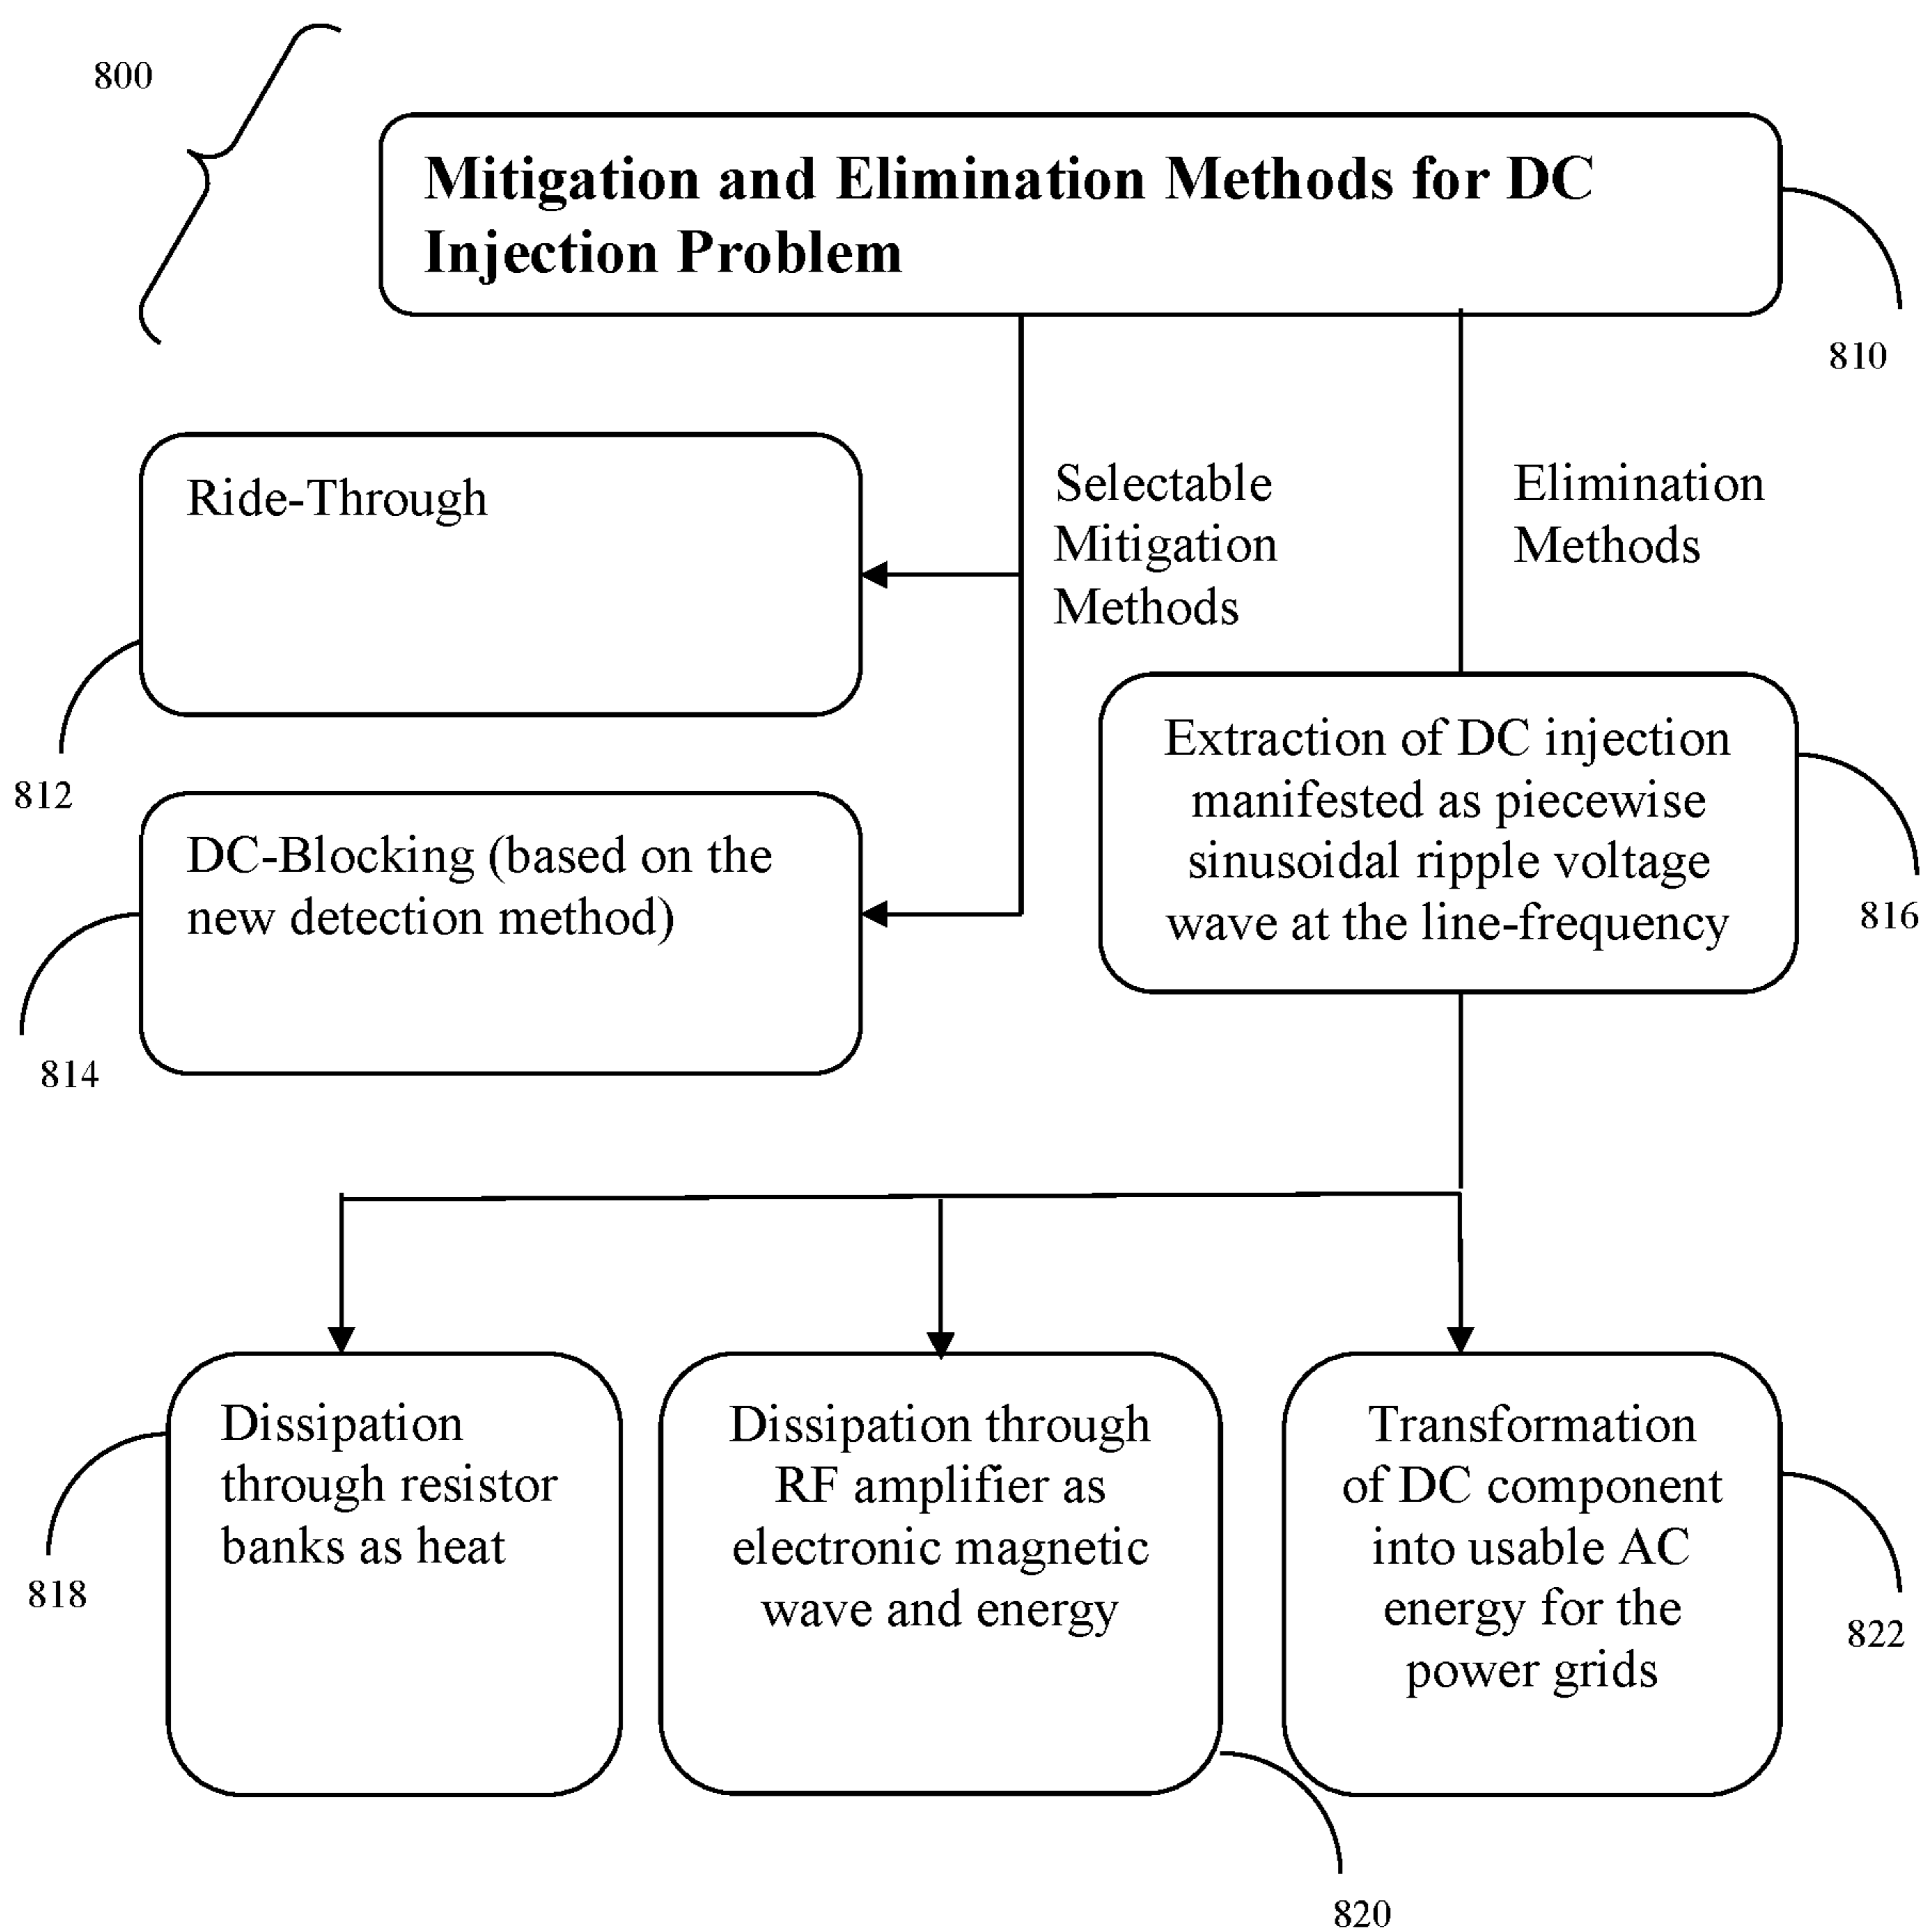 800
Mitigation and Elimination Methods for DC
Injection Problem
810
Ride-Through
812
Selectable
Mitigation
Methods
Elimination
Methods
DC-Blocking (based on the
new detection method)
814
Extraction of DC injection
manifested as piecewise
sinusoidal ripple voltage
wave at the line-frequency
816
Dissipation
through resistor
banks as heat
818
Dissipation through
RF amplifier as
electronic magnetic
wave and energy
820
Transformation
of DC component
into usable AC
energy for the
power grids
822